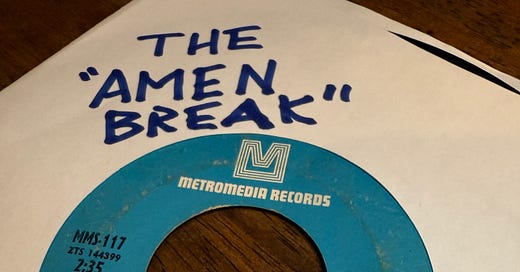 THE
"AMEN
BREAK"
METROMEDIA RECORDS
MMS-117
ZTS 144399
2:35